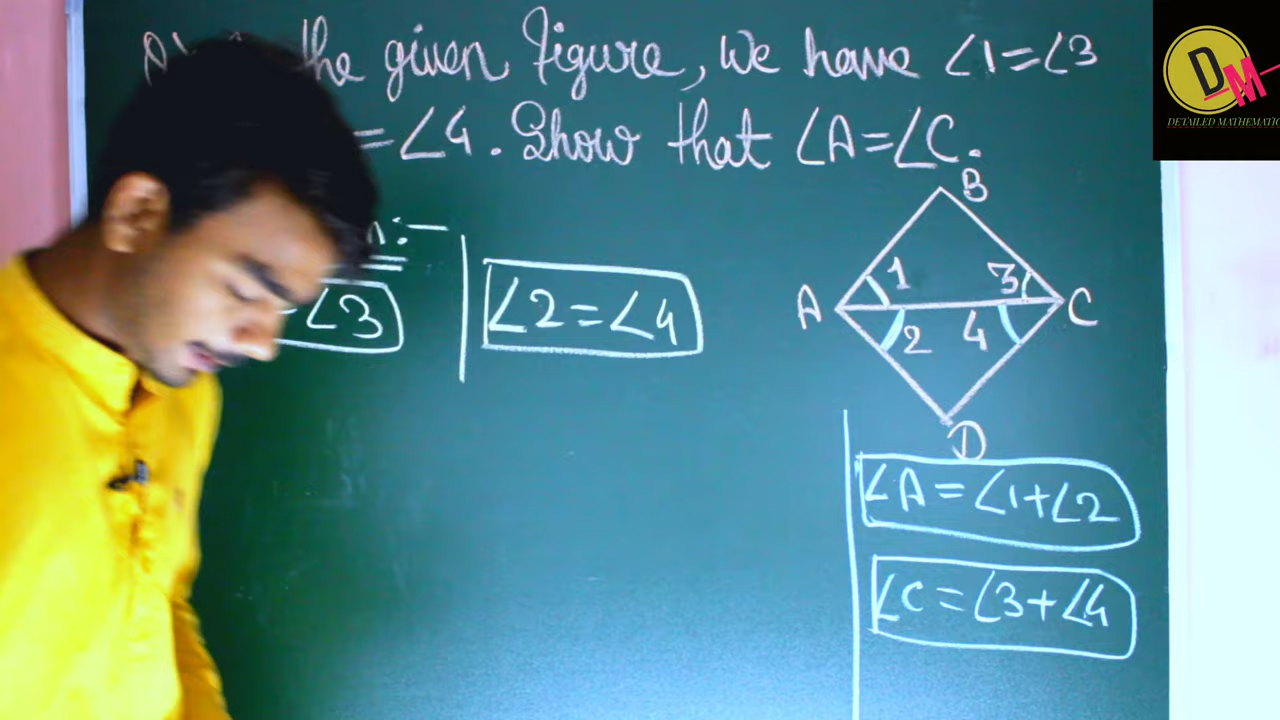 the given figure, we have ∠1=∠3
=∠4. Show that ∠A=∠C.
∠3
∠2=∠4
B
A
1
3
C
2
4
D
∠A=∠1+∠2
∠C=∠3+∠4
DM
DETAILED MATHEMATIC